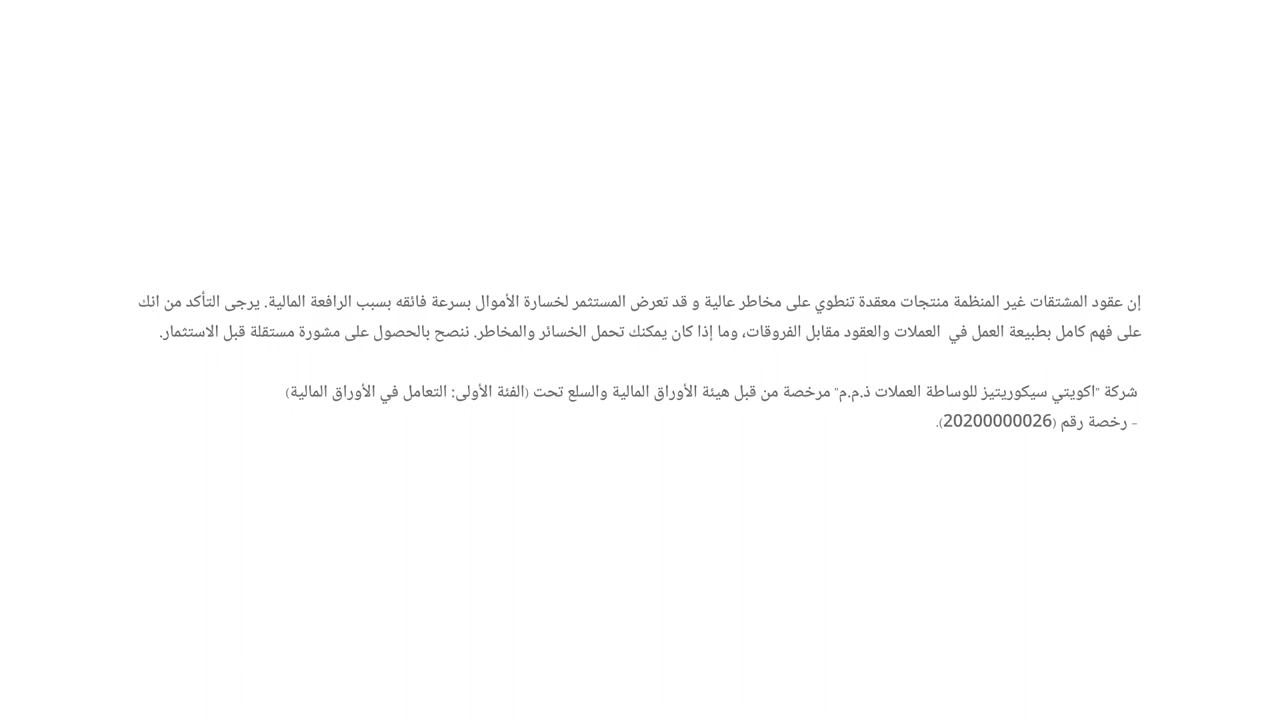 إن عقود المشتقات غير المنظمة منتجات معقدة تنطوي على مخاطر عالية و قد تعرض المستثمر لخسارة الأموال بسرعة فائقه بسبب الرافعة المالية. يرجى التأكد من انك
على فهم كامل بطبيعة العمل في العملات والعقود مقابل الفروقات، وما إذا كان يمكنك تحمل الخسائر والمخاطر. ننصح بالحصول على مشورة مستقلة قبل الاستثمار.
شركة "اكويتي سيكوريتيز للوساطة العملات ذ.م.م" مرخصة من قبل هيئة الأوراق المالية والسلع تحت (الفئة الأولى: التعامل في الأوراق المالية)
- رخصة رقم (20200000026).